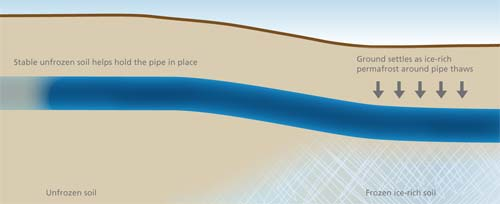 Stable unfrozen soil helps hold the pipe in place
Ground settles as ice-rich
permafrost around pipe thaws
Unfrozen soil
Frozen ice-rich soil